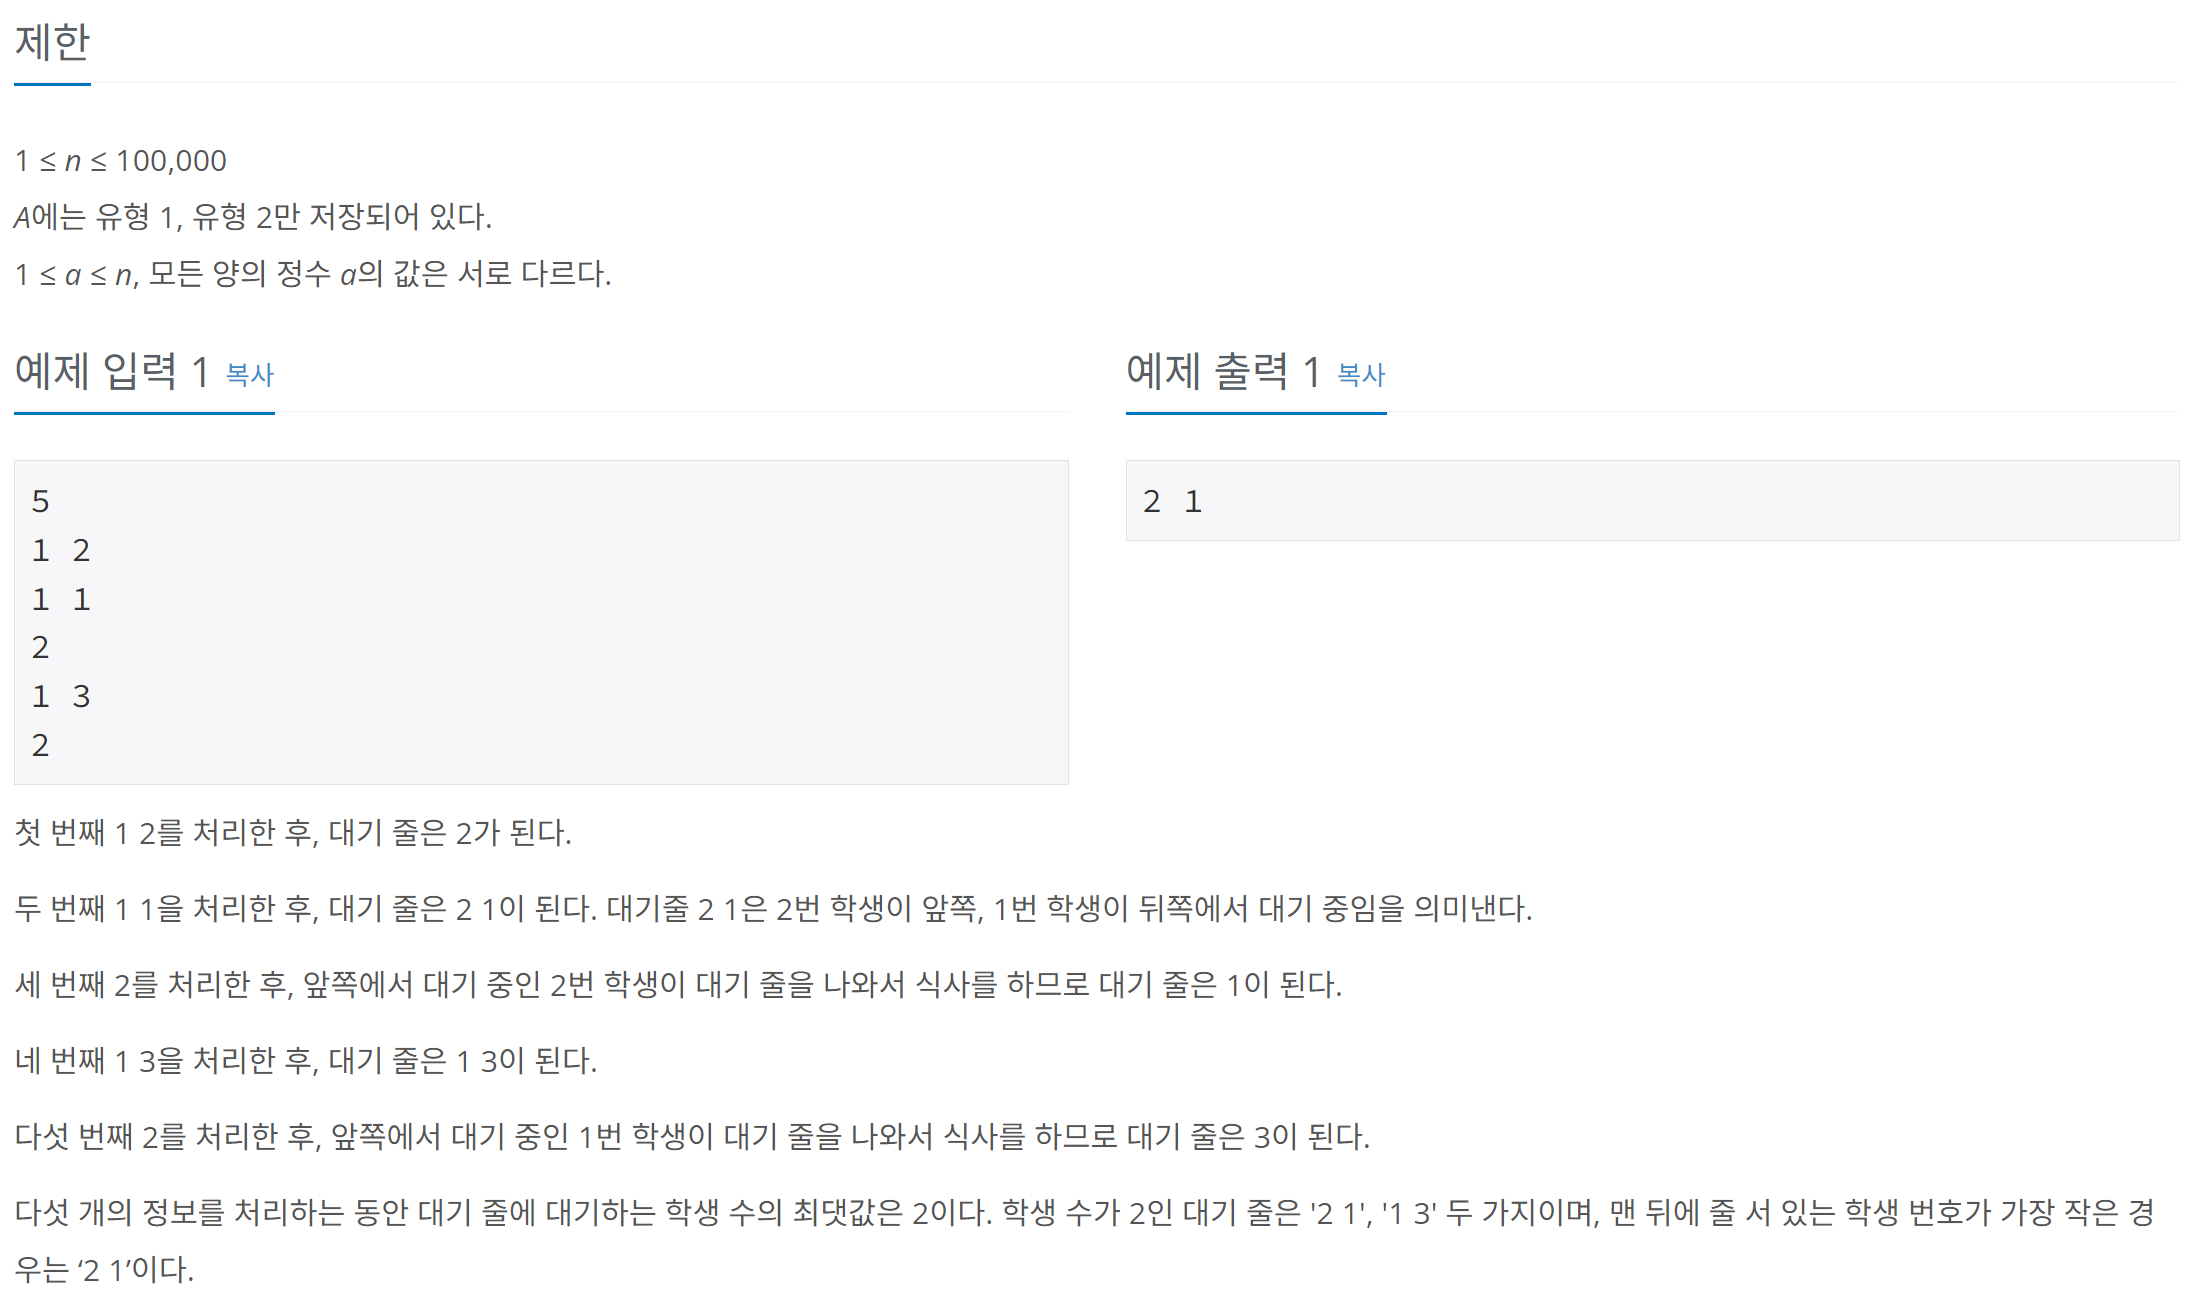 제한
1 ≤ n ≤ 100,000
A에는 유형 1, 유형 2만 저장되어 있다.
1 ≤ a ≤ n, 모든 양의 정수 a의 값은 서로 다르다.
예제 입력 1 복사
5
1 2
1 1
2
1 3
2
예제 출력 1 복사
2 1
첫 번째 1 2를 처리한 후, 대기 줄은 2가 된다.
두 번째 1 1을 처리한 후, 대기 줄은 2 1이 된다. 대기줄 2 1은 2번 학생이 앞쪽, 1번 학생이 뒤쪽에서 대기 중임을 의미낸다.
세 번째 2를 처리한 후, 앞쪽에서 대기 중인 2번 학생이 대기 줄을 나와서 식사를 하므로 대기 줄은 1이 된다.
네 번째 1 3을 처리한 후, 대기 줄은 1 3이 된다.
다섯 번째 2를 처리한 후, 앞쪽에서 대기 중인 1번 학생이 대기 줄을 나와서 식사를 하므로 대기 줄은 3이 된다.
다섯 개의 정보를 처리하는 동안 대기 줄에 대기하는 학생 수의 최댓값은 2이다. 학생 수가 2인 대기 줄은 '2 1', '1 3' 두 가지이며, 맨 뒤에 줄 서 있는 학생 번호가 가장 작은 경
우는 ‘2 1’이다.